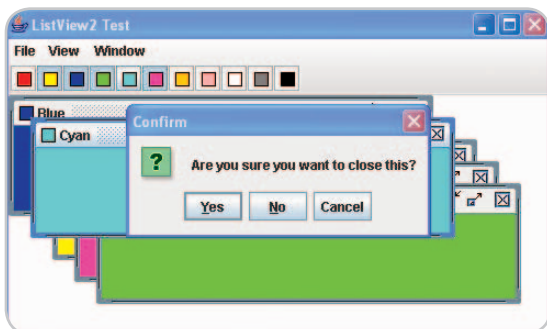 ListView2 Test
File View Window
Blue
Cyan
Confirm
?
Are you sure you want to close this?
Yes No Cancel